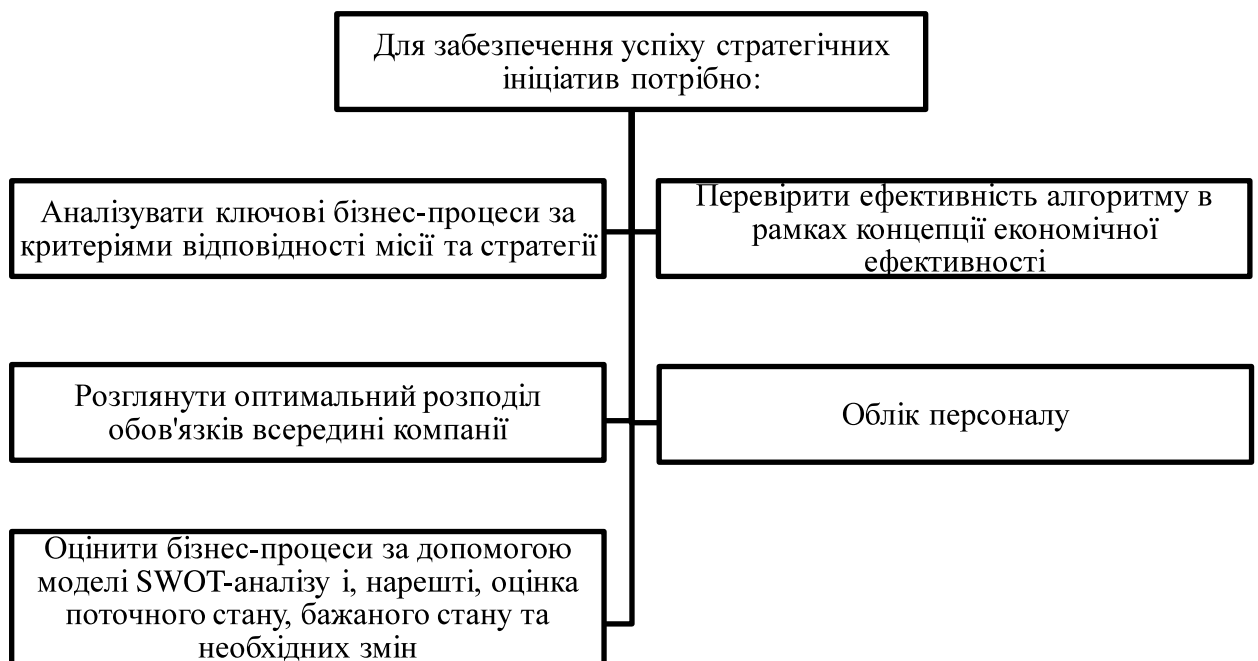 Для забезпечення успіху стратегічних
ініціатив потрібно:
Аналізувати ключові бізнес-процеси за
критеріями відповідності місії та стратегії
Перевірити ефективність алгоритму в
рамках концепції економічної
ефективності
Розглянути оптимальний розподіл
обов'язків всередині компанії
Облік персоналу
Оцінити бізнес-процеси за допомогою
моделі SWOT-аналізу і, нарешті, оцінка
поточного стану, бажаного стану та
необхідних змін